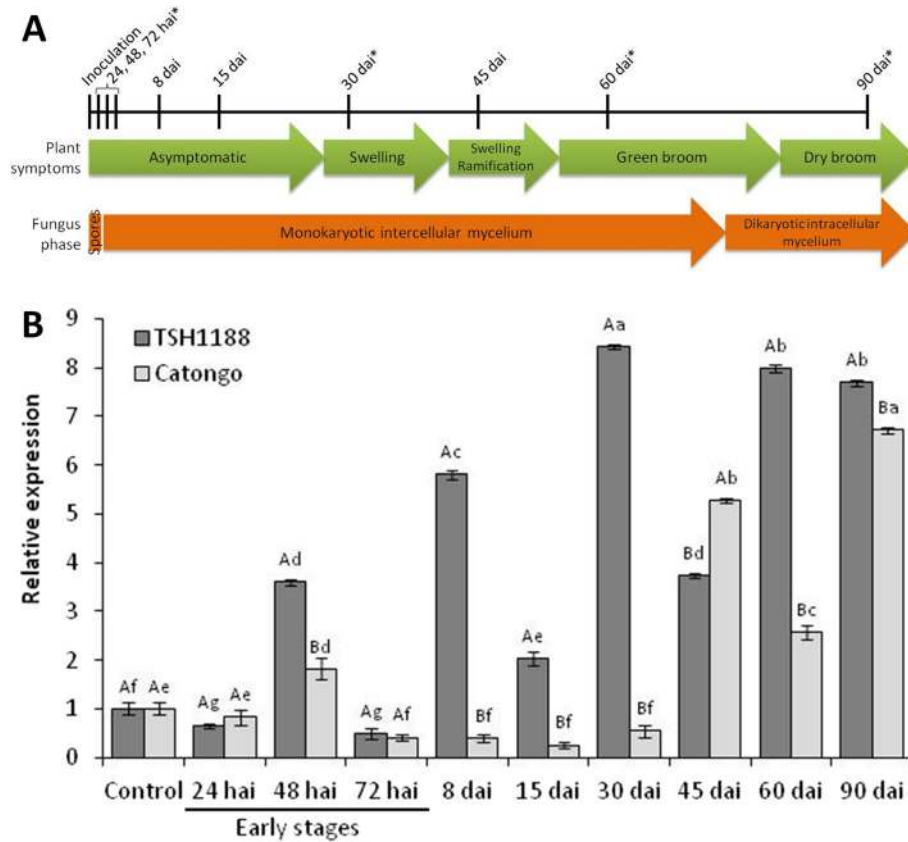 A
Inoculation
24, 48, 72 hai*
8 dai
15 dai
30 dai*
45 dai
60 dai*
90 dai*
Plant
symptoms
Asymptomatic
Swelling
Swelling
Ramification
Green broom
Dry broom
Fungus
phase
Spores
Monokaryotic intercellular mycelium
Dikaryotic intracellular
mycelium
B
Relative expression
9
8
7
6
5
4
3
2
1
0
TSH1188
Catongo
Af Ae
Ag Ae
Ad Bd
Ag Af
Ac Bf
Ae Bf
Aa Bf
Bd Ab
Ab Bc
Ab Ba
Control 24 hai 48 hai 72 hai 8 dai 15 dai 30 dai 45 dai 60 dai 90 dai
Early stages